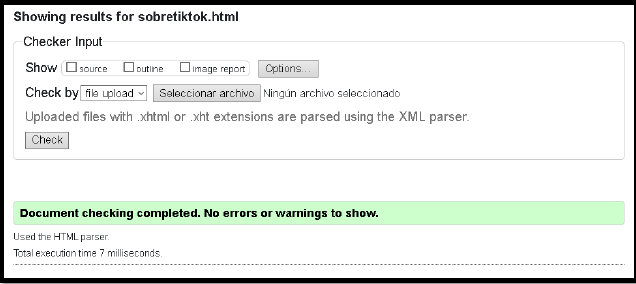 Showing results for sobretiktok.html
Checker Input
Show source outline image report Options...
Check by file upload Seleccionar archivo Ningún archivo seleccionado
Uploaded files with .xhtml or .xht extensions are parsed using the XML parser.
Check
Document checking completed. No errors or warnings to show.
Used the HTML parser.
Total execution time 7 milliseconds.